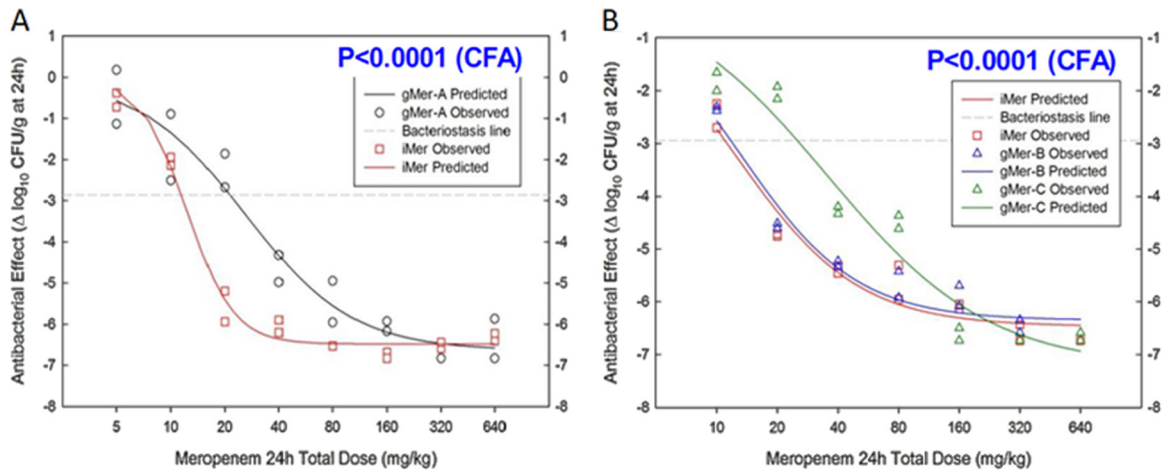 A
P<0.0001 (CFA)
gMer-A Predicted
gMer-A Observed
Bacteriostasis line
iMer Observed
iMer Predicted
Antibacterial Effect (Δ log10 CFU/g at 24h)
1
0
-1
-2
-3
-4
-5
-6
-7
-8
1
0
-1
-2
-3
-4
-5
-6
-7
-8
5 10 20 40 80 160 320 640
Meropenem 24h Total Dose (mg/kg)
B
P<0.0001 (CFA)
iMer Predicted
Bacteriostasis line
iMer Observed
gMer-B Observed
gMer-B Predicted
gMer-C Observed
gMer-C Predicted
Antibacterial Effect (Δ log10 CFU/g at 24h)
-1
-2
-3
-4
-5
-6
-7
-8
-1
-2
-3
-4
-5
-6
-7
-8
10 20 40 80 160 320 640
Meropenem 24h Total Dose (mg/kg)